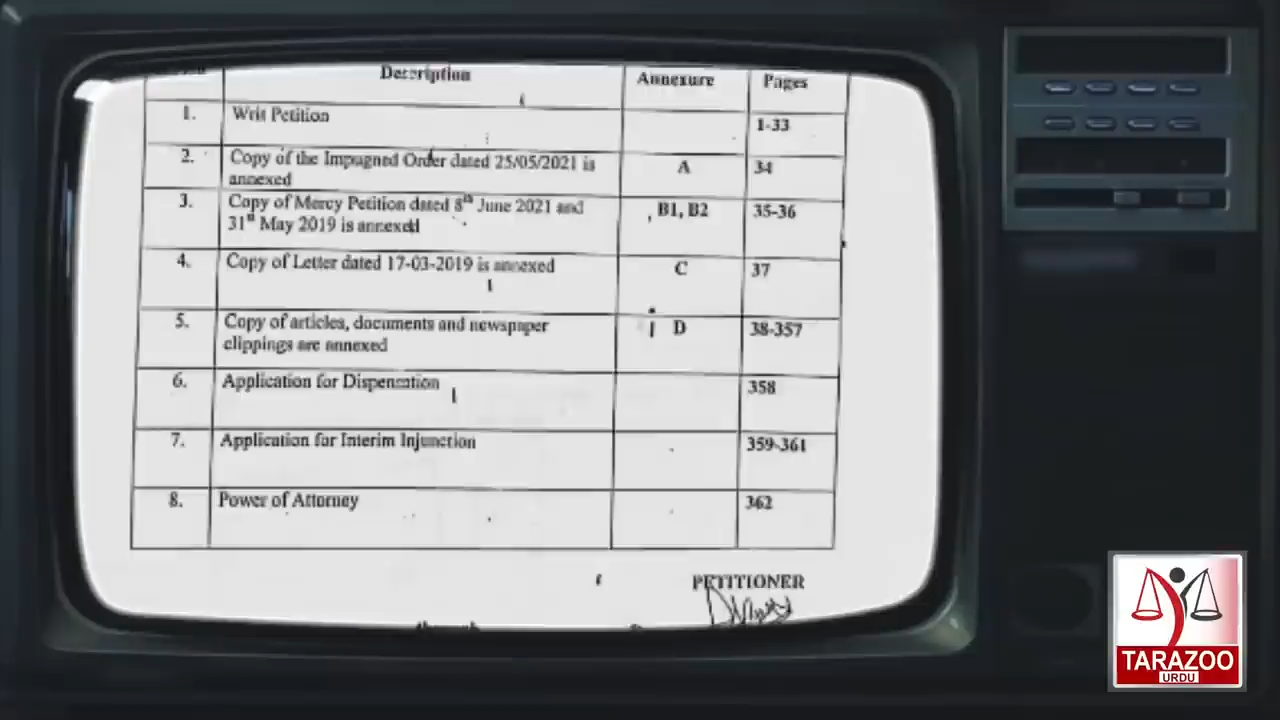 Description Annexure Pages
1. Writ Petition 1-33
2. Copy of the Impugned Order dated 25/05/2021 is
annexed A 34
3. Copy of Mercy Petition dated 8th June 2021 and
31st May 2019 is annexed B1, B2 35-36
4. Copy of Letter dated 17-03-2019 is annexed C 37
5. Copy of articles, documents and newspaper
clippings are annexed D 38-357
6. Application for Dispensation 358
7. Application for Interim Injunction 359-361
8. Power of Attorney 362
PETITIONER
TARAZOO
URDU